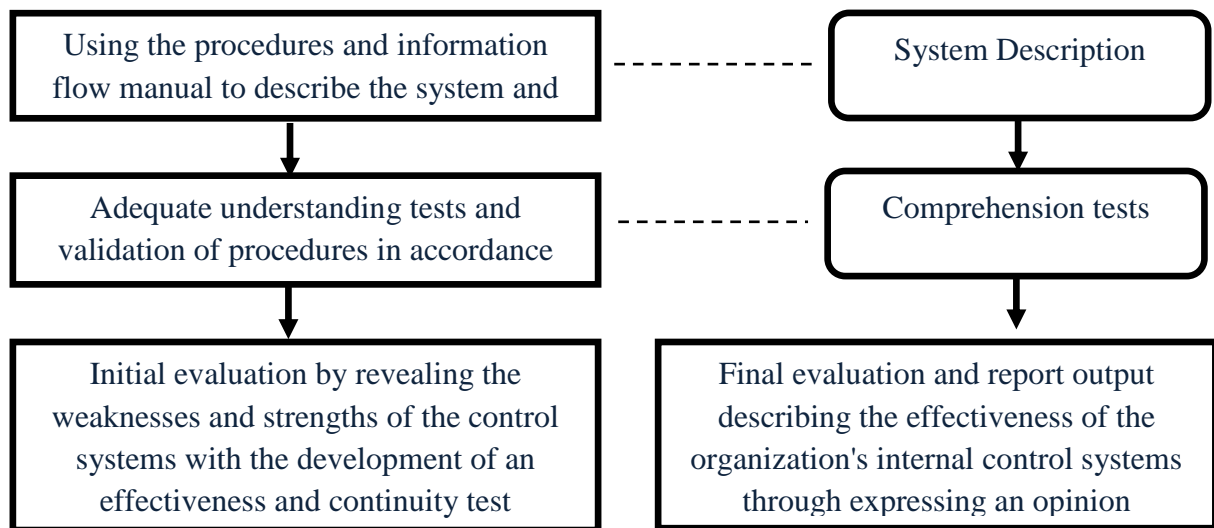 Using the procedures and information
flow manual to describe the system and
System Description
Adequate understanding tests and
validation of procedures in accordance
Comprehension tests
Initial evaluation by revealing the
weaknesses and strengths of the control
systems with the development of an
effectiveness and continuity test
Final evaluation and report output
describing the effectiveness of the
organization's internal control systems
through expressing an opinion